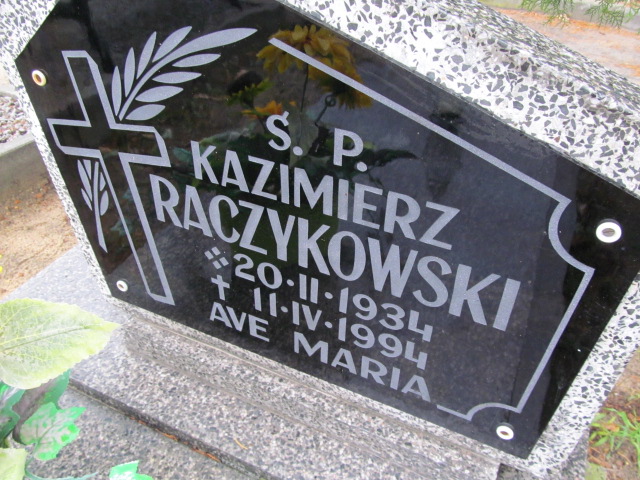 Ś. P.
KAZIMIERZ
RACZYKOWSKI
20·II·1934
† 11·IV·1994
AVE MARIA